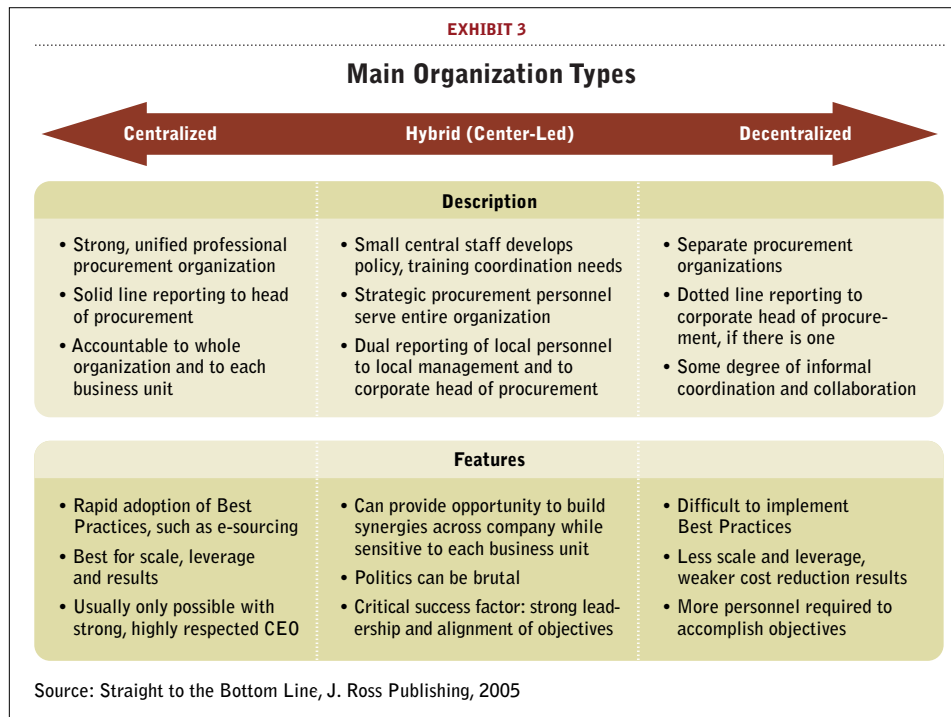 EXHIBIT 3
Main Organization Types
Centralized
Hybrid (Center-Led)
Decentralized
Description
• Strong, unified professional
procurement organization
• Solid line reporting to head
of procurement
• Accountable to whole
organization and to each
business unit
• Small central staff develops
policy, training coordination needs
• Strategic procurement personnel
serve entire organization
• Dual reporting of local personnel
to local management and to
corporate head of procurement
• Separate procurement
organizations
• Dotted line reporting to
corporate head of procure-
ment, if there is one
• Some degree of informal
coordination and collaboration
Features
• Rapid adoption of Best
Practices, such as e-sourcing
• Best for scale, leverage
and results
• Usually only possible with
strong, highly respected CEO
• Can provide opportunity to build
synergies across company while
sensitive to each business unit
• Politics can be brutal
• Critical success factor: strong lead-
ership and alignment of objectives
• Difficult to implement
Best Practices
• Less scale and leverage,
weaker cost reduction results
• More personnel required to
accomplish objectives
Source: Straight to the Bottom Line, J. Ross Publishing, 2005